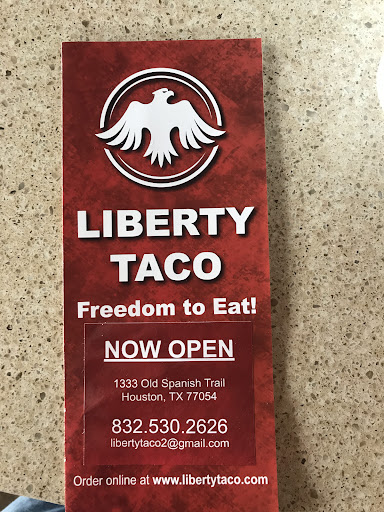 LIBERTY
TACO
Freedom to Eat!
NOW OPEN
1333 Old Spanish Trail
Houston, TX 77054
832.530.2626
libertytaco2@gmail.com
Order online at www.libertytaco.com